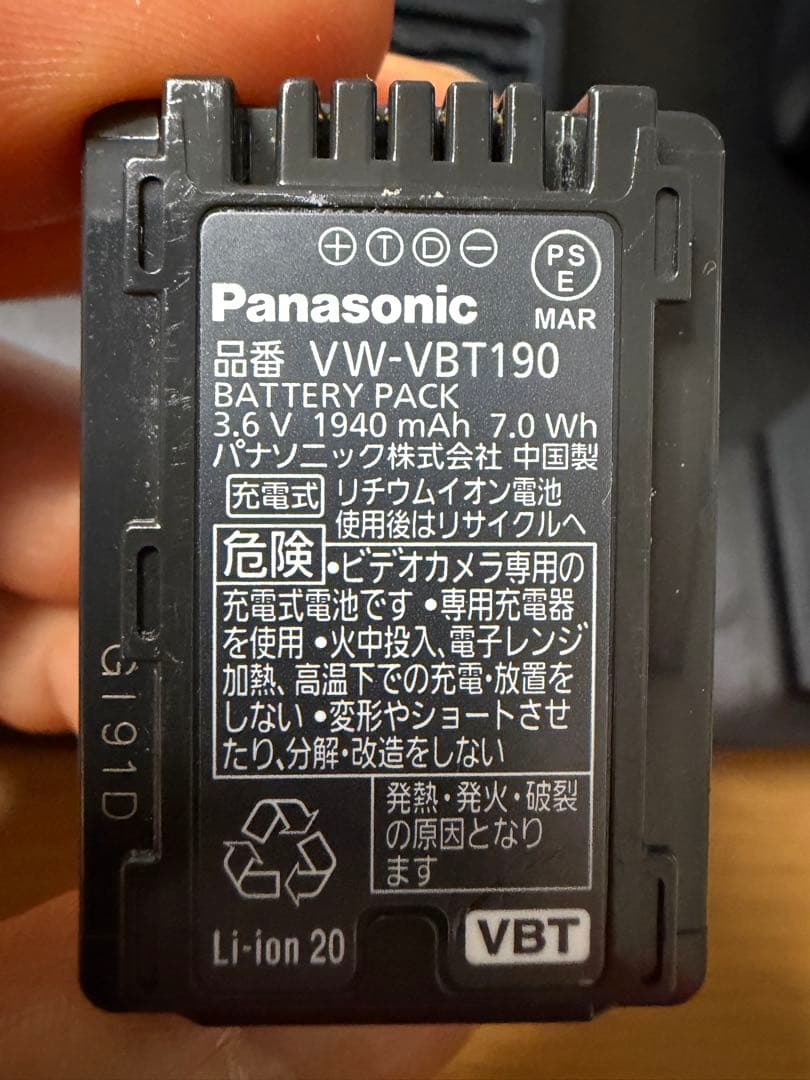 + T D −
PS
E
MAR
Panasonic
品番 VW-VBT190
BATTERY PACK
3.6 V 1940 mAh 7.0 Wh
パナソニック株式会社 中国製
充電式 リチウムイオン電池
使用後はリサイクルへ
危険 •ビデオカメラ専用の
充電式電池です •専用充電器
を使用 •火中投入、電子レンジ
加熱、高温下での充電・放置を
しない •変形やショートさせ
たり、分解・改造をしない
発熱・発火・破裂
の原因となり
ます
Li-ion 20
VBT
G191D